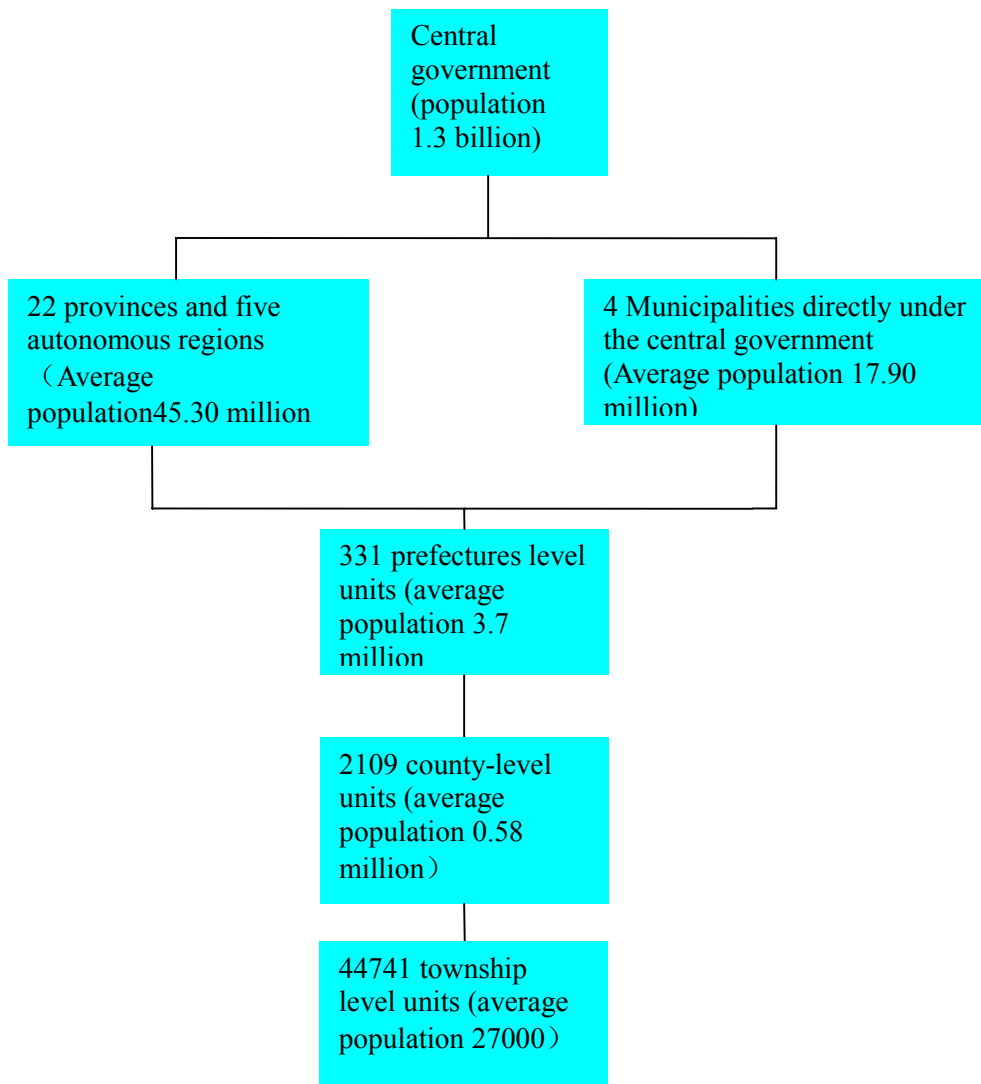 Central
government
(population
1.3 billion)
22 provinces and five
autonomous regions
（Average
population45.30 million
4 Municipalities directly under
the central government
(Average population 17.90
million)
331 prefectures level
units (average
population 3.7
million
2109 county-level
units (average
population 0.58
million）
44741 township
level units (average
population 27000）